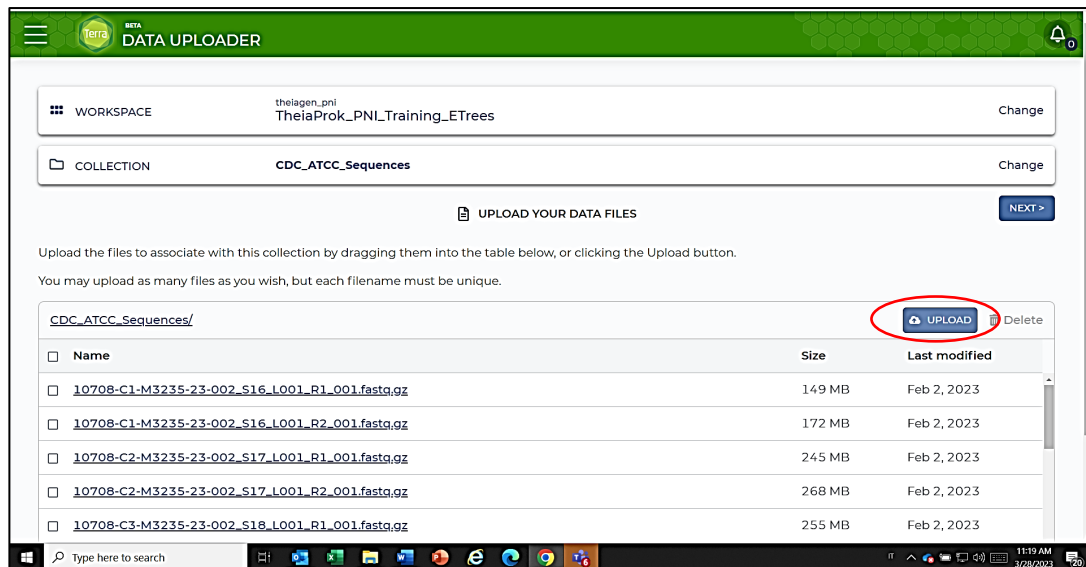 Terra
BETA
DATA UPLOADER
0
WORKSPACE
theiagen_pni
TheiaProk_PNI_Training_ETrees
Change
COLLECTION
CDC_ATCC_Sequences
Change
UPLOAD YOUR DATA FILES
NEXT >
Upload the files to associate with this collection by dragging them into the table below, or clicking the Upload button.
You may upload as many files as you wish, but each filename must be unique.
CDC_ATCC_Sequences/
UPLOAD
Delete
Name Size Last modified
10708-C1-M3235-23-002_S16_L001_R1_001.fastq.gz 149 MB Feb 2, 2023
10708-C1-M3235-23-002_S16_L001_R2_001.fastq.gz 172 MB Feb 2, 2023
10708-C2-M3235-23-002_S17_L001_R1_001.fastq.gz 245 MB Feb 2, 2023
10708-C2-M3235-23-002_S17_L001_R2_001.fastq.gz 268 MB Feb 2, 2023
10708-C3-M3235-23-002_S18_L001_R1_001.fastq.gz 255 MB Feb 2, 2023
Type here to search
11:19 AM
3/28/2023
20